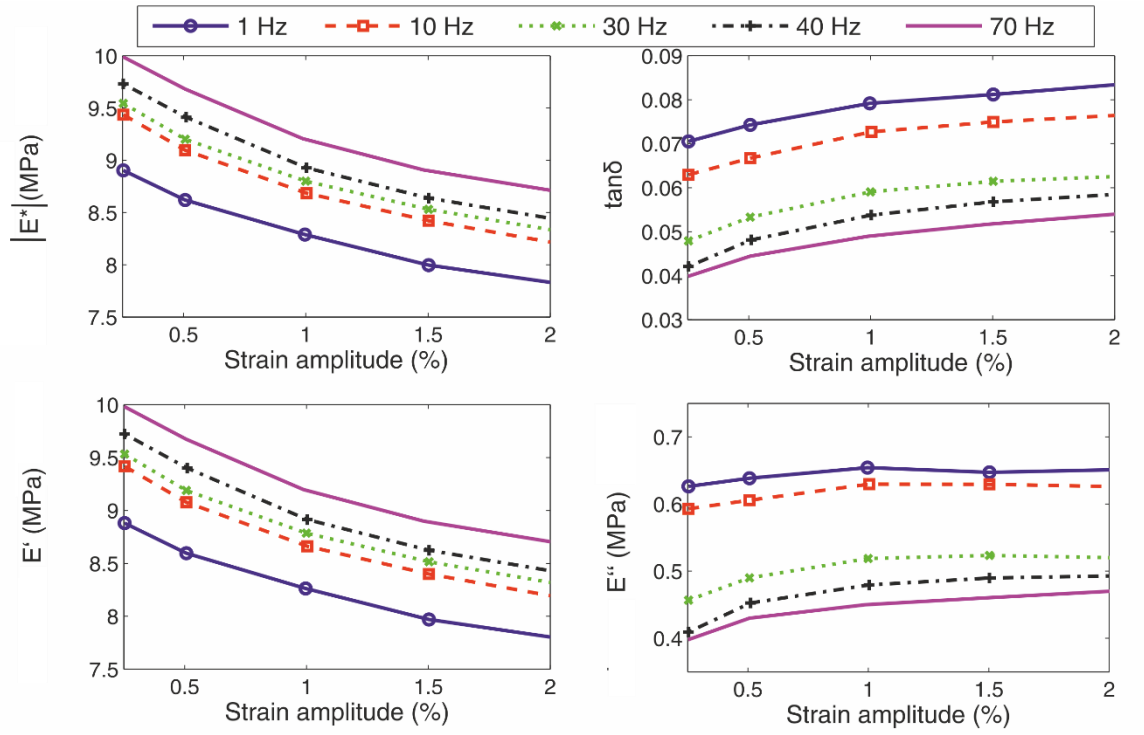 1 Hz 10 Hz 30 Hz 40 Hz 70 Hz
10
9.5
9
8.5
8
7.5
|E*|(MPa)
0.5 1 1.5 2
Strain amplitude (%)
0.09
0.08
0.07
0.06
0.05
0.04
0.03
tanδ
0.5 1 1.5 2
Strain amplitude (%)
10
9.5
9
8.5
8
7.5
E‘ (MPa)
0.5 1 1.5 2
Strain amplitude (%)
0.7
0.6
0.5
0.4
E“ (MPa)
0.5 1 1.5 2
Strain amplitude (%)